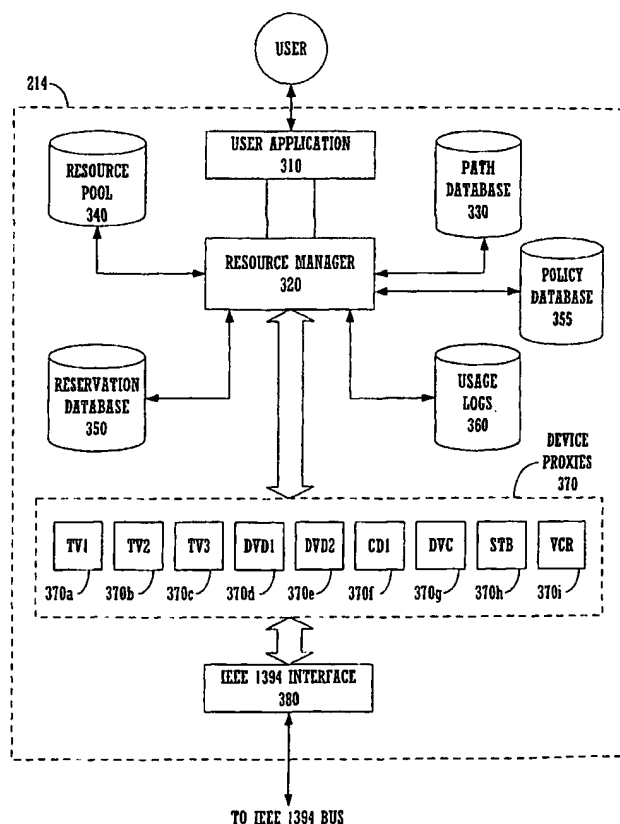 USER
214
USER APPLICATION
310
RESOURCE
POOL
340
PATH
DATABASE
330
RESOURCE MANAGER
320
POLICY
DATABASE
355
RESERVATION
DATABASE
350
USAGE
LOGS
360
DEVICE
PROXIES
370
TV1
TV2
TV3
DVD1
DVD2
CD1
DVC
STB
VCR
370a
370b
370c
370d
370e
370f
370g
370h
370i
IEEE 1394 INTERFACE
380
TO IEEE 1394 BUS